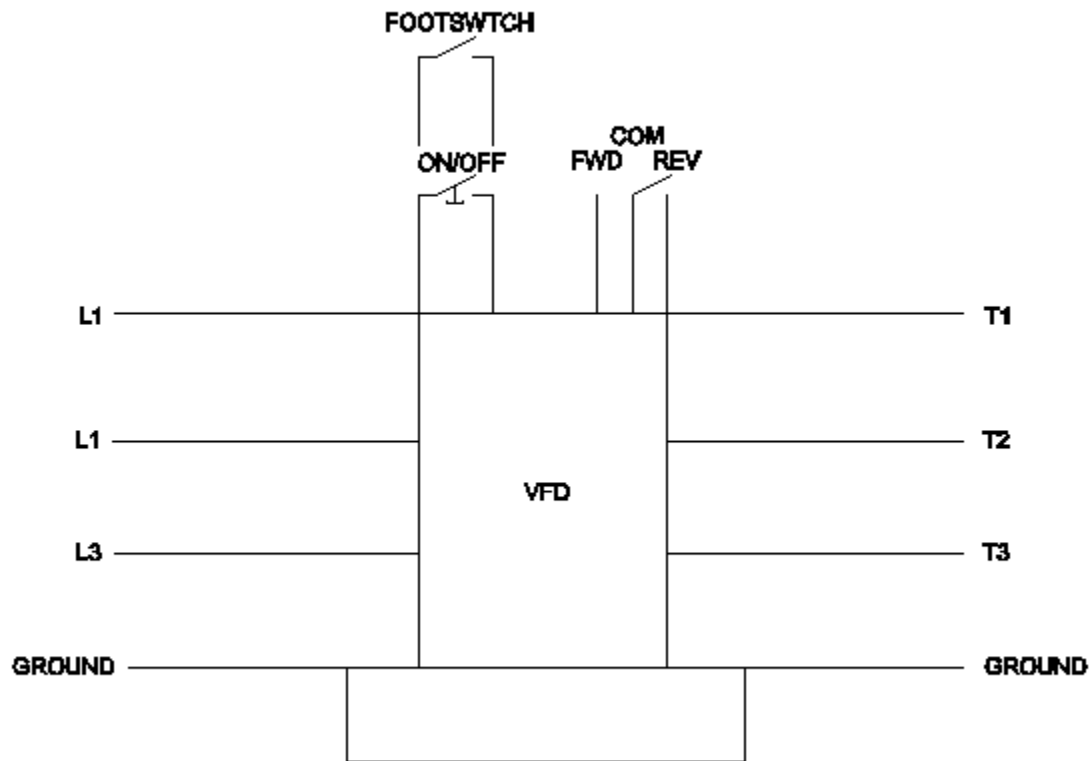 FOOTSWTCH
COM
ON/OFF FWD REV
L1 T1
L1 T2
VFD
L3 T3
GROUND GROUND